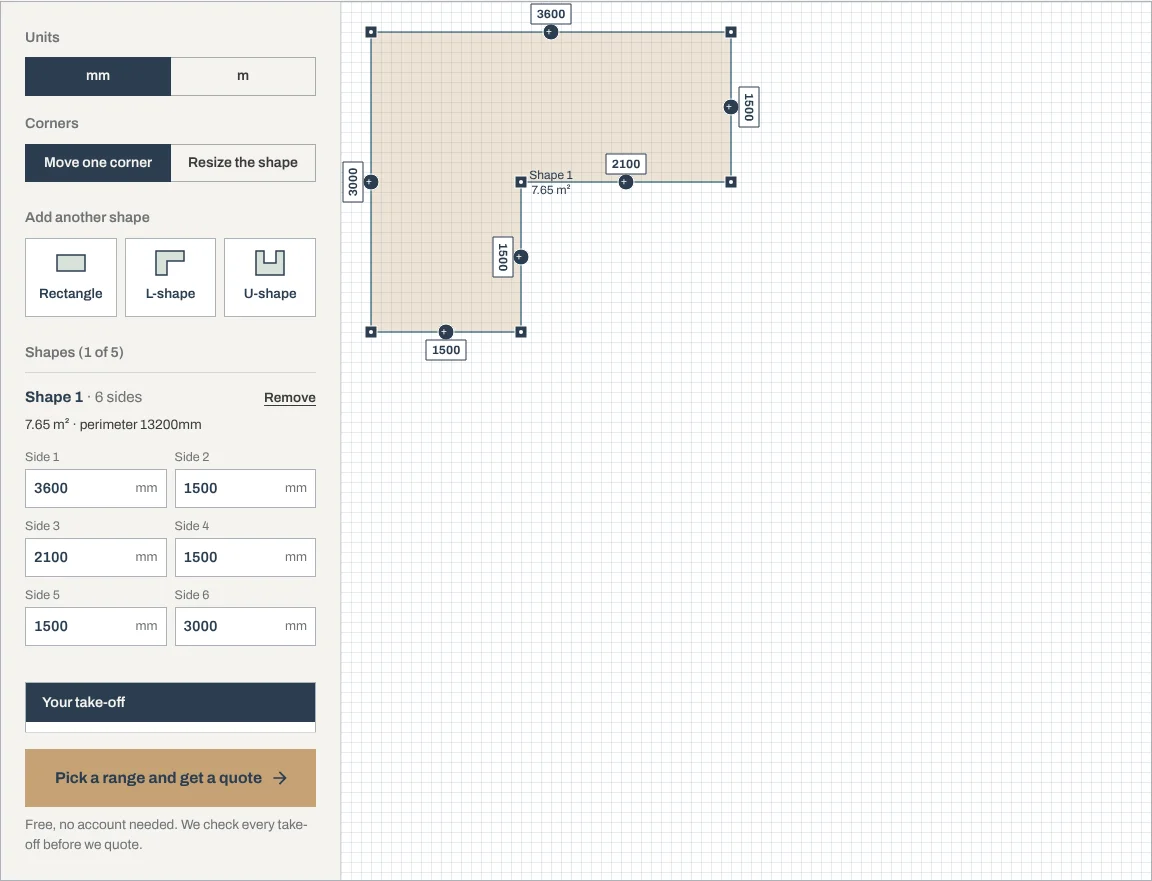 Units
mm
m
Corners
Move one corner
Resize the shape
Add another shape
Rectangle
L-shape
U-shape
Shapes (1 of 5)
Shape 1 · 6 sides
Remove
7.65 m² · perimeter 13200mm
Side 1
Side 2
3600 mm
1500 mm
Side 3
Side 4
2100 mm
1500 mm
Side 5
Side 6
1500 mm
3000 mm
Your take-off
Pick a range and get a quote →
Free, no account needed. We check every take-
off before we quote.
3600
1500
2100
3000
Shape 1
7.65 m²
1500
1500